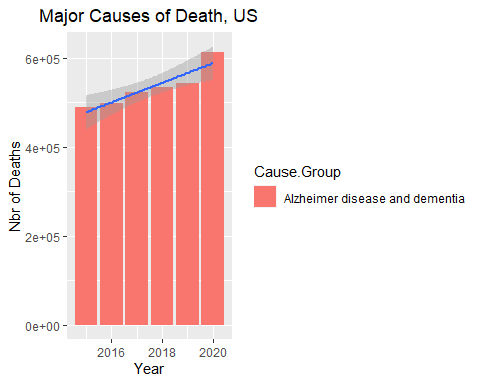 Major Causes of Death, US
6e+05
4e+05
2e+05
0e+00
Nbr of Deaths
2016
2018
2020
Year
Cause.Group
Alzheimer disease and dementia